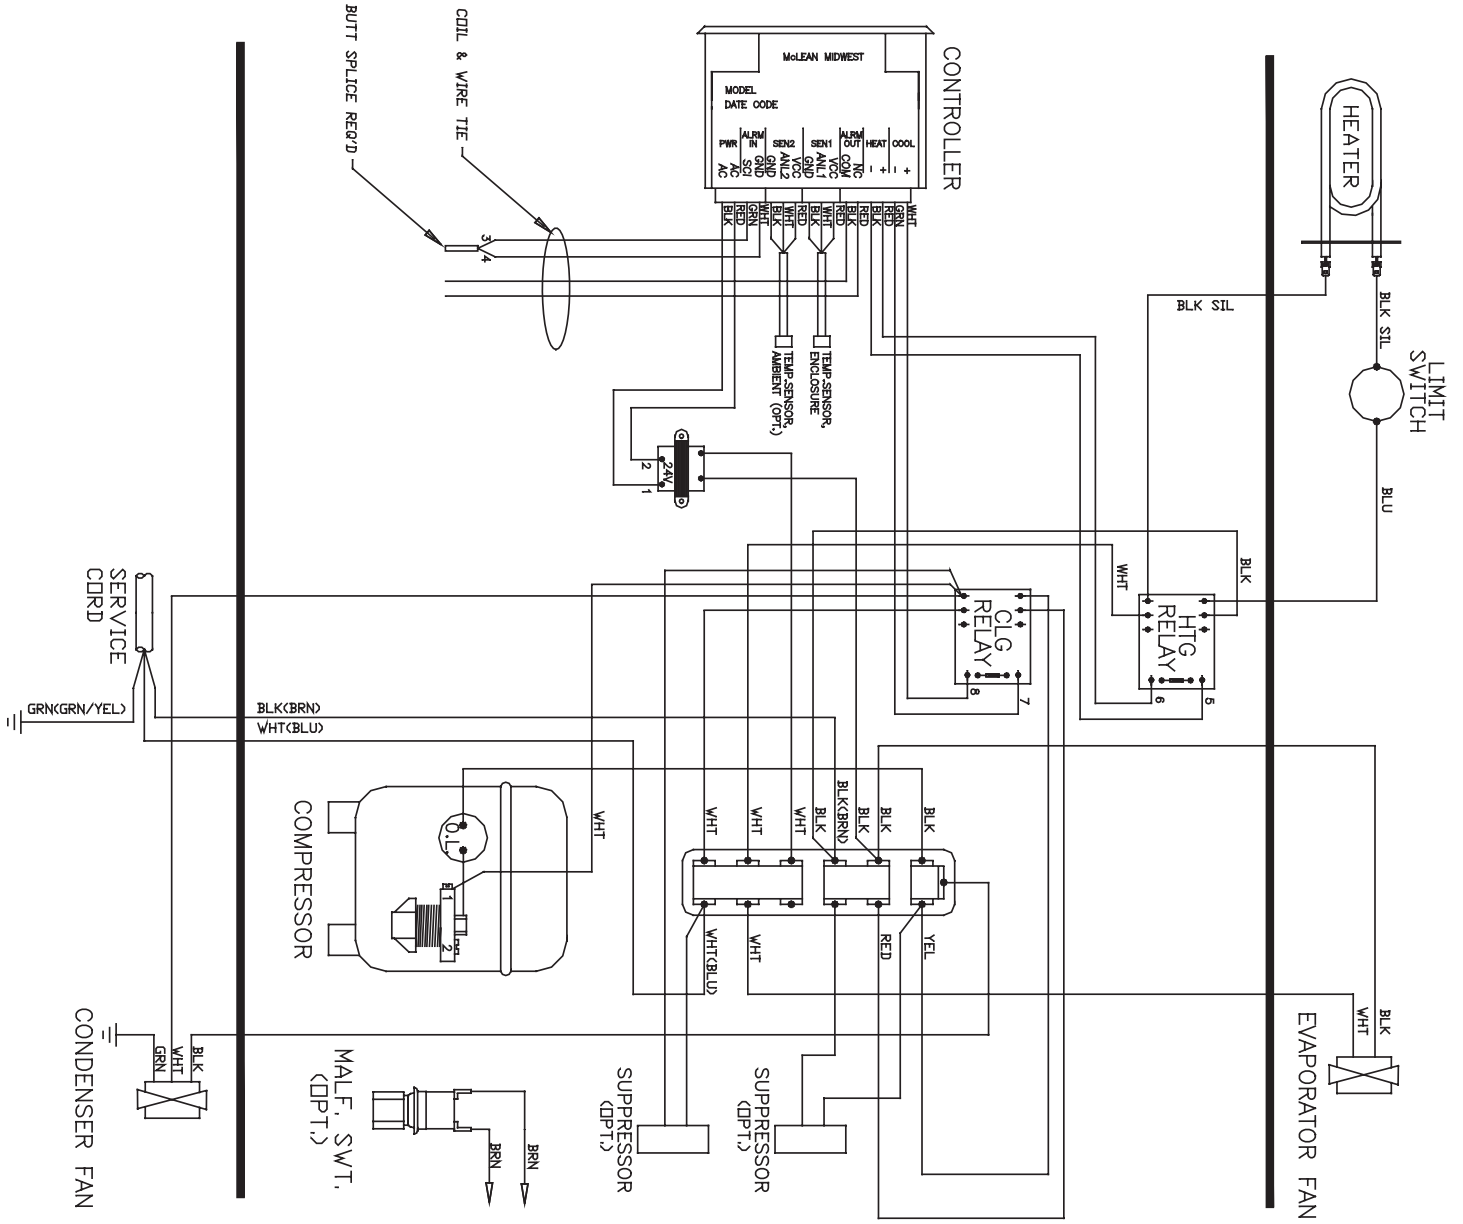 BUTT SPLICE REQ'D
COIL & WIRE TIE
CONTROLLER
McLEAN MIDWEST
MODEL
DATE CODE
PWR
ALRM
IN
SEN2
SEN1
ALRM
OUT
HEAT
COOL
AC
AC
SCI
GND
GND
ANL2
VCC
GND
ANL1
VCC
COM
NC
-
+
-
+
BLK
RED
GRN
WHT
BLK
WHT
RED
BLK
WHT
RED
BLK
RED
BLK
RED
GRN
WHT
3
4
TEMP.SENSOR,
AMBIENT (OPT.)
TEMP.SENSOR,
ENCLOSURE
HEATER
BLK SIL
BLK SIL
LIMIT
SWITCH
BLU
24V
2
1
BLK
WHT
HTG
RELAY
5
6
CLG
RELAY
7
8
SERVICE
CORD
GRN(GRN/YEL)
BLK(BRN)
WHT(BLU)
COMPRESSOR
O.L.
1
2
WHT
WHT
WHT
WHT
BLK
BLK(BRN)
BLK
BLK
BLK
WHT(BLU)
WHT
RED
YEL
CONDENSER FAN
GRN
WHT
BLK
MALF. SWT.
(OPT.)
BRN
BRN
SUPPRESSOR
(OPT.)
SUPPRESSOR
(OPT.)
EVAPORATOR FAN
WHT
BLK